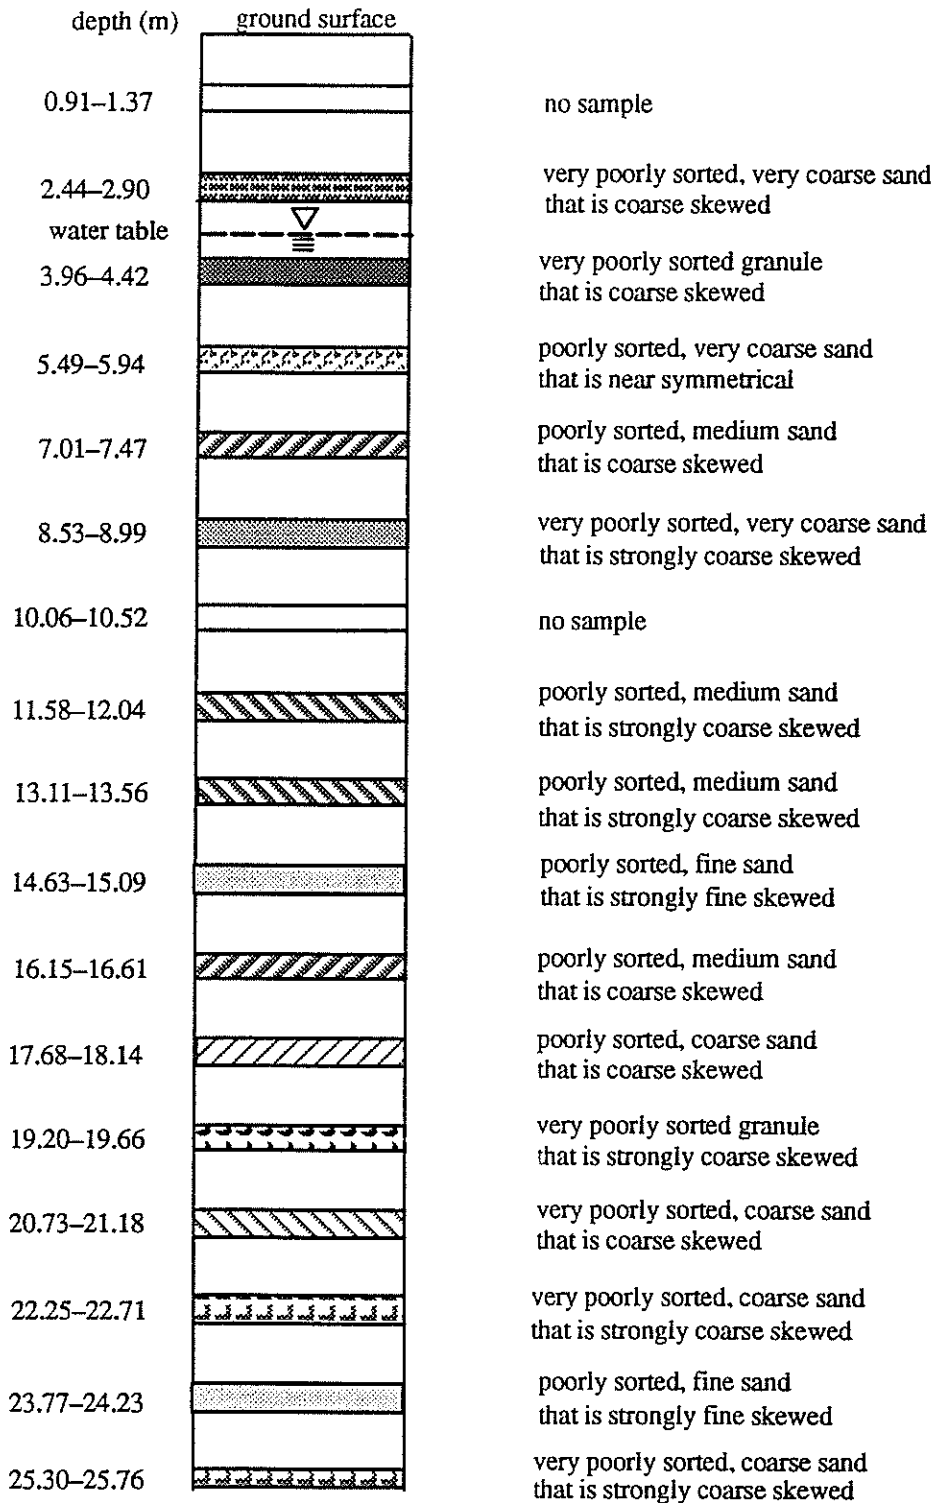 depth (m) ground surface
0.91–1.37 no sample
2.44–2.90 very poorly sorted, very coarse sand
that is coarse skewed
water table
3.96–4.42 very poorly sorted granule
that is coarse skewed
5.49–5.94 poorly sorted, very coarse sand
that is near symmetrical
7.01–7.47 poorly sorted, medium sand
that is coarse skewed
8.53–8.99 very poorly sorted, very coarse sand
that is strongly coarse skewed
10.06–10.52 no sample
11.58–12.04 poorly sorted, medium sand
that is strongly coarse skewed
13.11–13.56 poorly sorted, medium sand
that is strongly coarse skewed
14.63–15.09 poorly sorted, fine sand
that is strongly fine skewed
16.15–16.61 poorly sorted, medium sand
that is coarse skewed
17.68–18.14 poorly sorted, coarse sand
that is coarse skewed
19.20–19.66 very poorly sorted granule
that is strongly coarse skewed
20.73–21.18 very poorly sorted, coarse sand
that is coarse skewed
22.25–22.71 very poorly sorted, coarse sand
that is strongly coarse skewed
23.77–24.23 poorly sorted, fine sand
that is strongly fine skewed
25.30–25.76 very poorly sorted, coarse sand
that is strongly coarse skewed